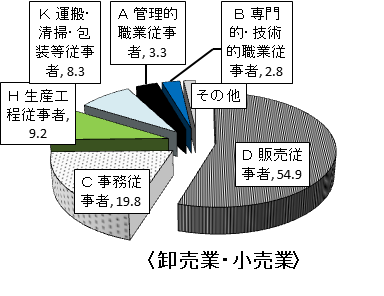 K 運搬・
清掃・包
装等従事
者, 8.3
A 管理的
職業従事
者, 3.3
B 専門
的・技術
的職業従
事者, 2.8
その他
H 生産工
程従事者,
9.2
D 販売従
事者, 54.9
C 事務従
事者, 19.8
〈卸売業・小売業〉